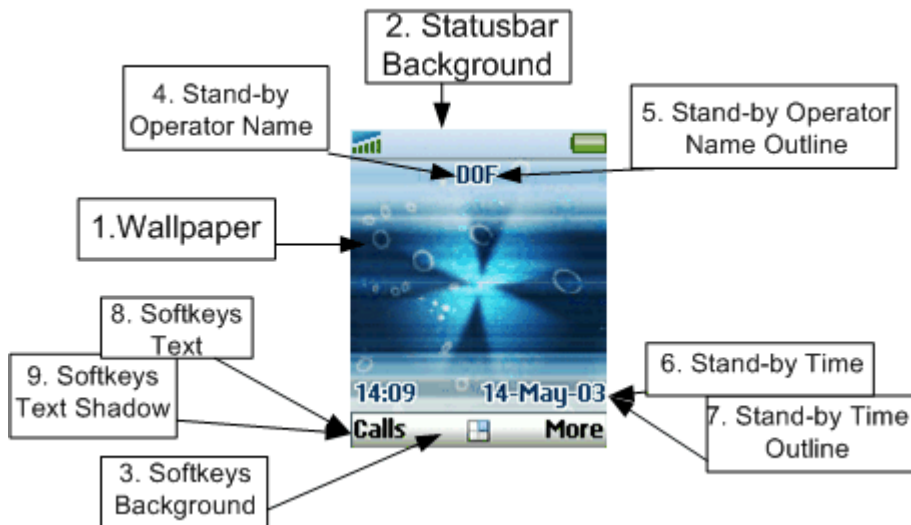 2. Statusbar
Background
4. Stand-by
Operator Name
5. Stand-by Operator
Name Outline
DOF
1.Wallpaper
8. Softkeys
Text
9. Softkeys
Text Shadow
6. Stand-by Time
7. Stand-by Time
Outline
14:09 14-May-03
Calls More
3. Softkeys
Background